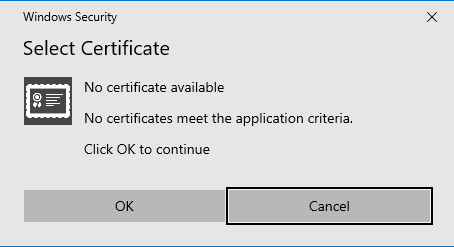 Windows Security
Select Certificate
No certificate available
No certificates meet the application criteria.
Click OK to continue
OK
Cancel